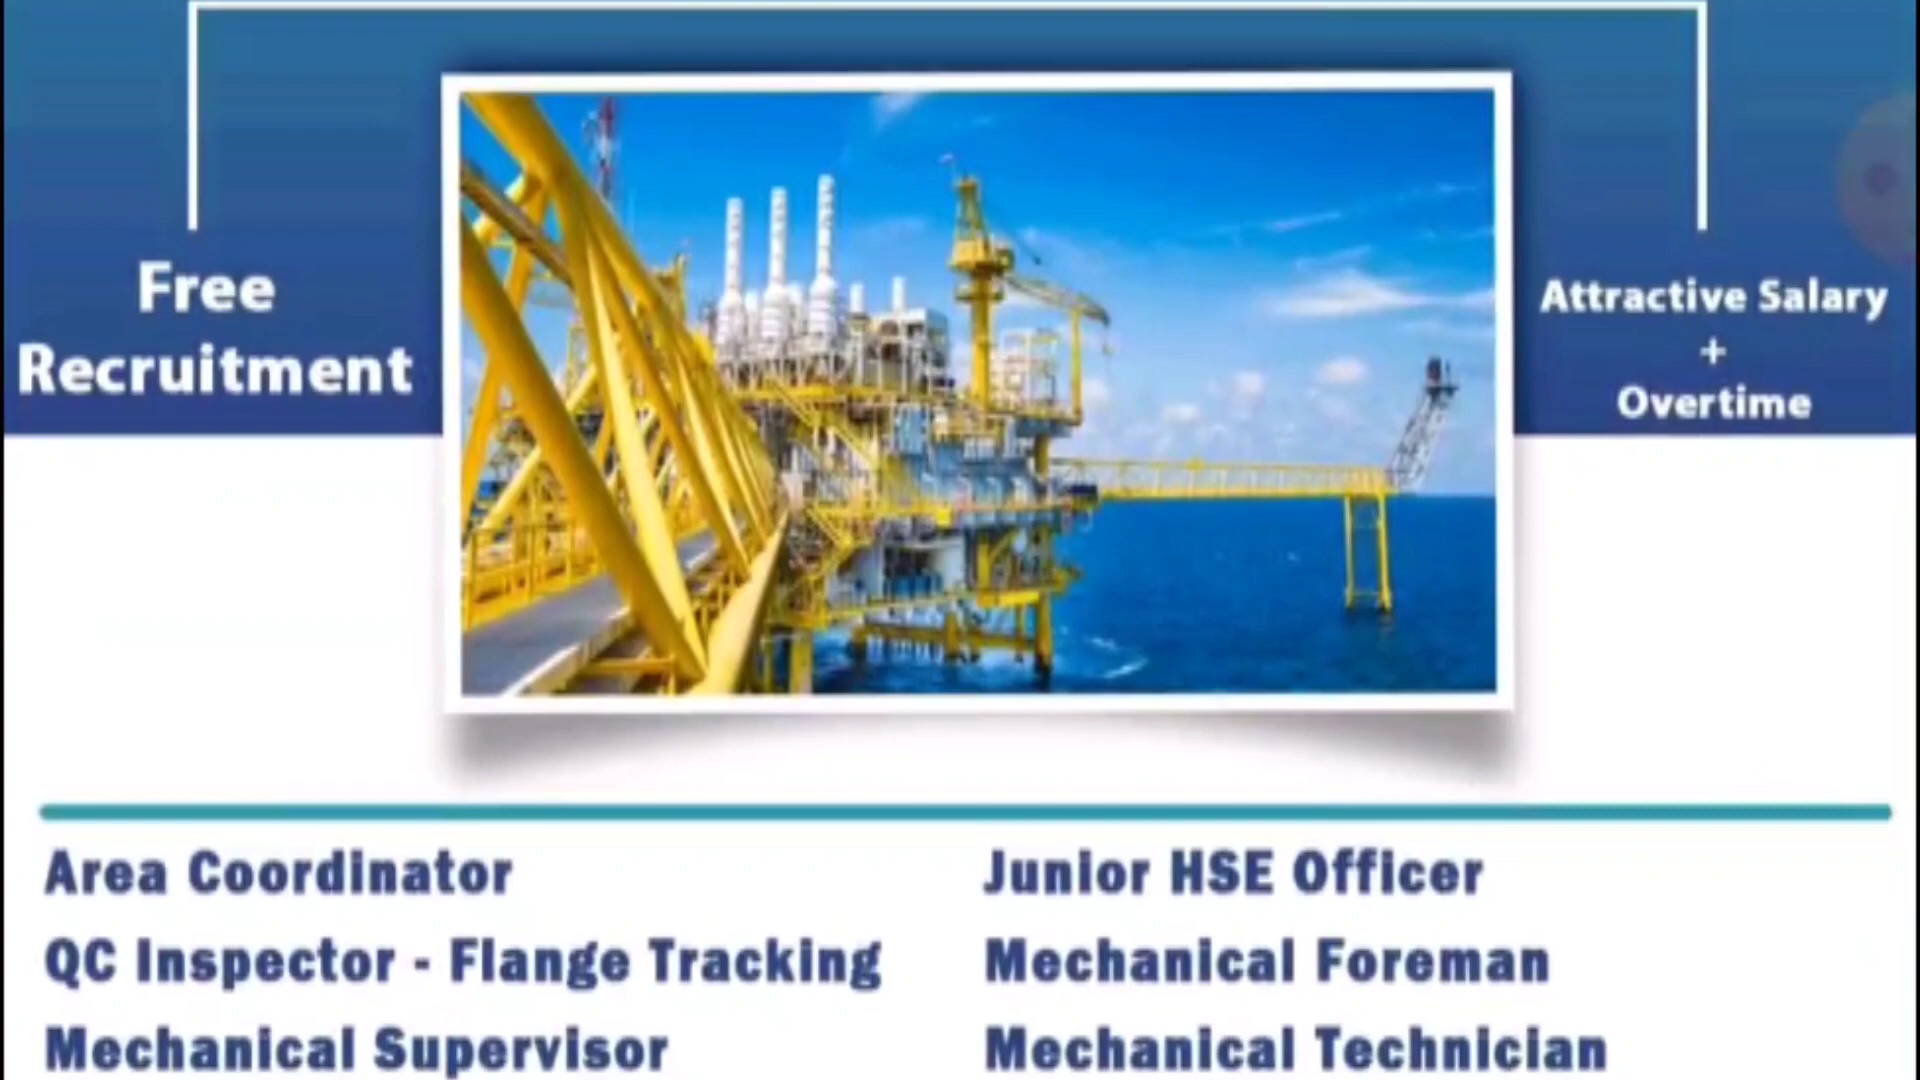 Free
Recruitment
Attractive Salary
+
Overtime
Area Coordinator
QC Inspector - Flange Tracking
Mechanical Supervisor
Junior HSE Officer
Mechanical Foreman
Mechanical Technician